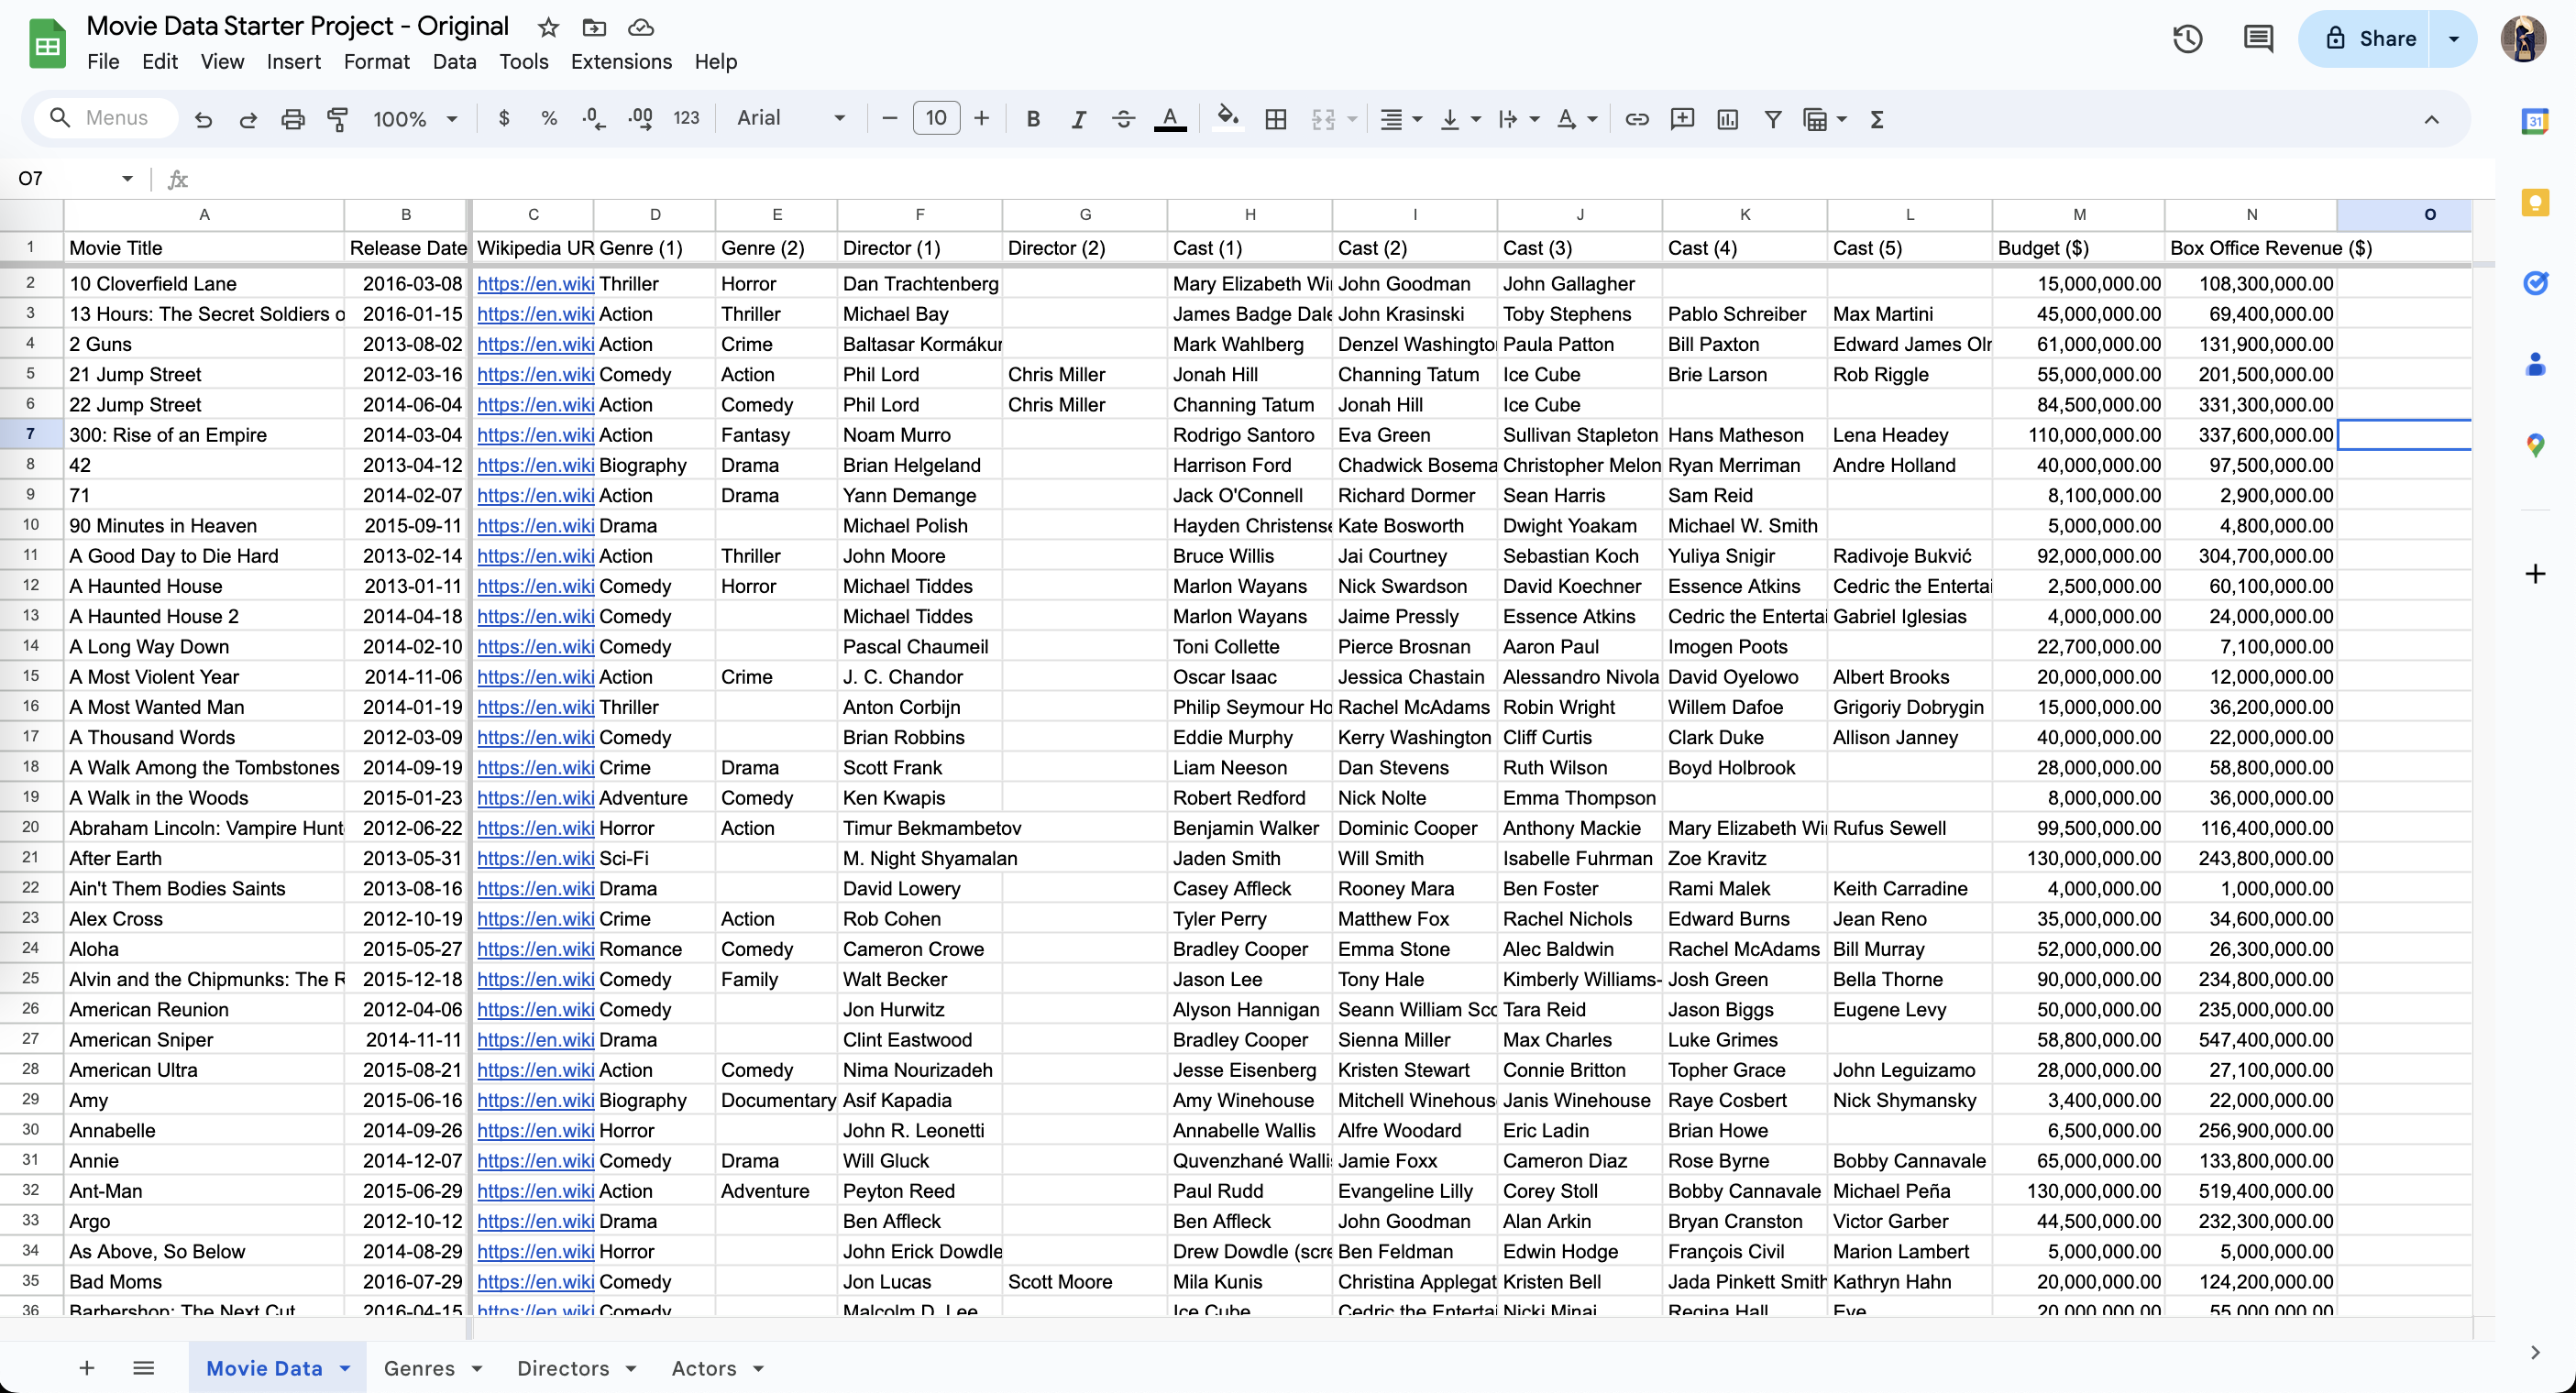 Movie Data Starter Project - Original
File Edit View Insert Format Data Tools Extensions Help
Share
Menus 100% $ % .0 .00 123 Arial 10 B I A 31
O7 fx
A B C D E F G H I J K L M N O
1 Movie Title Release Date Wikipedia UR Genre (1) Genre (2) Director (1) Director (2) Cast (1) Cast (2) Cast (3) Cast (4) Cast (5) Budget ($) Box Office Revenue ($)
2 10 Cloverfield Lane 2016-03-08 https://en.wiki Thriller Horror Dan Trachtenberg Mary Elizabeth Wi John Goodman John Gallagher 15,000,000.00 108,300,000.00
3 13 Hours: The Secret Soldiers o 2016-01-15 https://en.wiki Action Thriller Michael Bay James Badge Dale John Krasinski Toby Stephens Pablo Schreiber Max Martini 45,000,000.00 69,400,000.00
4 2 Guns 2013-08-02 https://en.wiki Action Crime Baltasar Kormákur Mark Wahlberg Denzel Washingto Paula Patton Bill Paxton Edward James Olr 61,000,000.00 131,900,000.00
5 21 Jump Street 2012-03-16 https://en.wiki Comedy Action Phil Lord Chris Miller Jonah Hill Channing Tatum Ice Cube Brie Larson Rob Riggle 55,000,000.00 201,500,000.00
6 22 Jump Street 2014-06-04 https://en.wiki Action Comedy Phil Lord Chris Miller Channing Tatum Jonah Hill Ice Cube 84,500,000.00 331,300,000.00
7 300: Rise of an Empire 2014-03-04 https://en.wiki Action Fantasy Noam Murro Rodrigo Santoro Eva Green Sullivan Stapleton Hans Matheson Lena Headey 110,000,000.00 337,600,000.00
8 42 2013-04-12 https://en.wiki Biography Drama Brian Helgeland Harrison Ford Chadwick Bosema Christopher Melon Ryan Merriman Andre Holland 40,000,000.00 97,500,000.00
9 71 2014-02-07 https://en.wiki Action Drama Yann Demange Jack O'Connell Richard Dormer Sean Harris Sam Reid 8,100,000.00 2,900,000.00
10 90 Minutes in Heaven 2015-09-11 https://en.wiki Drama Michael Polish Hayden Christense Kate Bosworth Dwight Yoakam Michael W. Smith 5,000,000.00 4,800,000.00
11 A Good Day to Die Hard 2013-02-14 https://en.wiki Action Thriller John Moore Bruce Willis Jai Courtney Sebastian Koch Yuliya Snigir Radivoje Bukvić 92,000,000.00 304,700,000.00
12 A Haunted House 2013-01-11 https://en.wiki Comedy Horror Michael Tiddes Marlon Wayans Nick Swardson David Koechner Essence Atkins Cedric the Entertai 2,500,000.00 60,100,000.00
13 A Haunted House 2 2014-04-18 https://en.wiki Comedy Michael Tiddes Marlon Wayans Jaime Pressly Essence Atkins Cedric the Entertai Gabriel Iglesias 4,000,000.00 24,000,000.00
14 A Long Way Down 2014-02-10 https://en.wiki Comedy Pascal Chaumeil Toni Collette Pierce Brosnan Aaron Paul Imogen Poots 22,700,000.00 7,100,000.00
15 A Most Violent Year 2014-11-06 https://en.wiki Action Crime J. C. Chandor Oscar Isaac Jessica Chastain Alessandro Nivola David Oyelowo Albert Brooks 20,000,000.00 12,000,000.00
16 A Most Wanted Man 2014-01-19 https://en.wiki Thriller Anton Corbijn Philip Seymour Ho Rachel McAdams Robin Wright Willem Dafoe Grigoriy Dobrygin 15,000,000.00 36,200,000.00
17 A Thousand Words 2012-03-09 https://en.wiki Comedy Brian Robbins Eddie Murphy Kerry Washington Cliff Curtis Clark Duke Allison Janney 40,000,000.00 22,000,000.00
18 A Walk Among the Tombstones 2014-09-19 https://en.wiki Crime Drama Scott Frank Liam Neeson Dan Stevens Ruth Wilson Boyd Holbrook 28,000,000.00 58,800,000.00
19 A Walk in the Woods 2015-01-23 https://en.wiki Adventure Comedy Ken Kwapis Robert Redford Nick Nolte Emma Thompson 8,000,000.00 36,000,000.00
20 Abraham Lincoln: Vampire Hunt 2012-06-22 https://en.wiki Horror Action Timur Bekmambetov Benjamin Walker Dominic Cooper Anthony Mackie Mary Elizabeth Wi Rufus Sewell 99,500,000.00 116,400,000.00
21 After Earth 2013-05-31 https://en.wiki Sci-Fi M. Night Shyamalan Jaden Smith Will Smith Isabelle Fuhrman Zoe Kravitz 130,000,000.00 243,800,000.00
22 Ain't Them Bodies Saints 2013-08-16 https://en.wiki Drama David Lowery Casey Affleck Rooney Mara Ben Foster Rami Malek Keith Carradine 4,000,000.00 1,000,000.00
23 Alex Cross 2012-10-19 https://en.wiki Crime Action Rob Cohen Tyler Perry Matthew Fox Rachel Nichols Edward Burns Jean Reno 35,000,000.00 34,600,000.00
24 Aloha 2015-05-27 https://en.wiki Romance Comedy Cameron Crowe Bradley Cooper Emma Stone Alec Baldwin Rachel McAdams Bill Murray 52,000,000.00 26,300,000.00
25 Alvin and the Chipmunks: The R 2015-12-18 https://en.wiki Comedy Family Walt Becker Jason Lee Tony Hale Kimberly Williams- Josh Green Bella Thorne 90,000,000.00 234,800,000.00
26 American Reunion 2012-04-06 https://en.wiki Comedy Jon Hurwitz Alyson Hannigan Seann William Sco Tara Reid Jason Biggs Eugene Levy 50,000,000.00 235,000,000.00
27 American Sniper 2014-11-11 https://en.wiki Drama Clint Eastwood Bradley Cooper Sienna Miller Max Charles Luke Grimes 58,800,000.00 547,400,000.00
28 American Ultra 2015-08-21 https://en.wiki Action Comedy Nima Nourizadeh Jesse Eisenberg Kristen Stewart Connie Britton Topher Grace John Leguizamo 28,000,000.00 27,100,000.00
29 Amy 2015-06-16 https://en.wiki Biography Documentary Asif Kapadia Amy Winehouse Mitchell Winehous Janis Winehouse Raye Cosbert Nick Shymansky 3,400,000.00 22,000,000.00
30 Annabelle 2014-09-26 https://en.wiki Horror John R. Leonetti Annabelle Wallis Alfre Woodard Eric Ladin Brian Howe 6,500,000.00 256,900,000.00
31 Annie 2014-12-07 https://en.wiki Comedy Drama Will Gluck Quvenzhané Walli Jamie Foxx Cameron Diaz Rose Byrne Bobby Cannavale 65,000,000.00 133,800,000.00
32 Ant-Man 2015-06-29 https://en.wiki Action Adventure Peyton Reed Paul Rudd Evangeline Lilly Corey Stoll Bobby Cannavale Michael Peña 130,000,000.00 519,400,000.00
33 Argo 2012-10-12 https://en.wiki Drama Ben Affleck Ben Affleck John Goodman Alan Arkin Bryan Cranston Victor Garber 44,500,000.00 232,300,000.00
34 As Above, So Below 2014-08-29 https://en.wiki Horror John Erick Dowdle Drew Dowdle (scre Ben Feldman Edwin Hodge François Civil Marion Lambert 5,000,000.00 5,000,000.00
35 Bad Moms 2016-07-29 https://en.wiki Comedy Jon Lucas Scott Moore Mila Kunis Christina Applegat Kristen Bell Jada Pinkett Smith Kathryn Hahn 20,000,000.00 124,200,000.00
36 Barbershop: The Next Cut 2016-04-15 https://en.wiki Comedy Malcolm D. Lee Ice Cube Cedric the Entertai Nicki Minaj Regina Hall Eve 20,000,000.00 55,000,000.00
Movie Data Genres Directors Actors